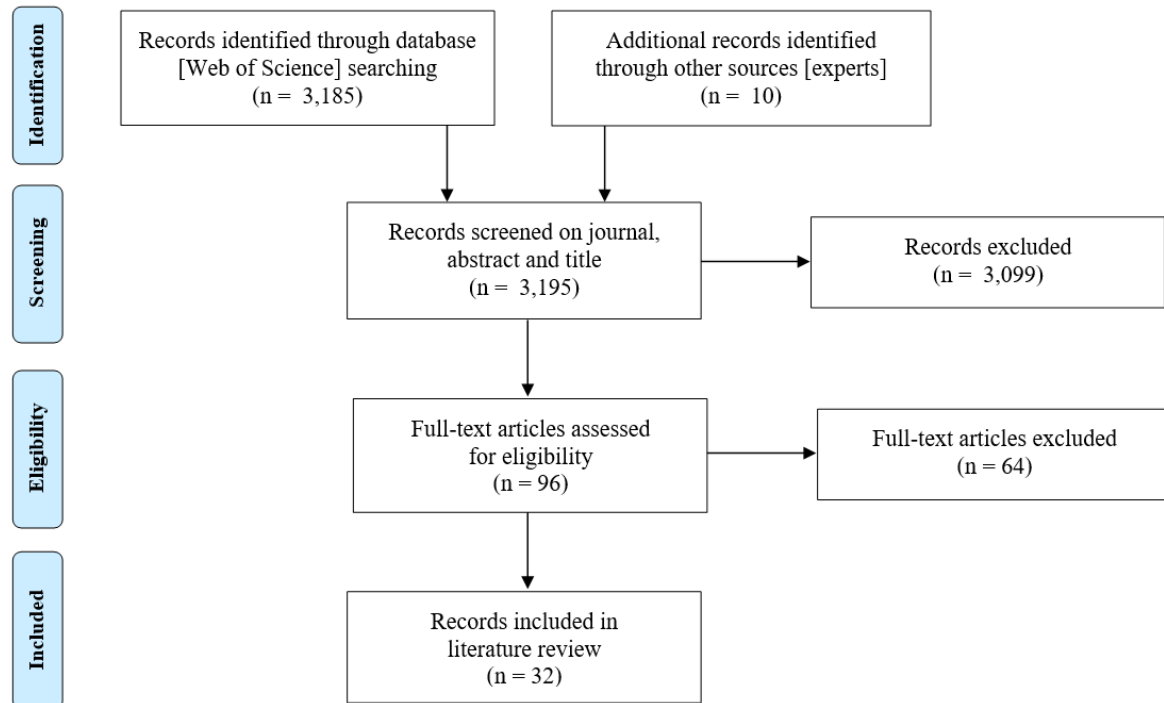 Identification
Records identified through database
[Web of Science] searching
(n = 3,185)
Additional records identified
through other sources [experts]
(n = 10)
Screening
Records screened on journal,
abstract and title
(n = 3,195)
Records excluded
(n = 3,099)
Eligibility
Full-text articles assessed
for eligibility
(n = 96)
Full-text articles excluded
(n = 64)
Included
Records included in
literature review
(n = 32)